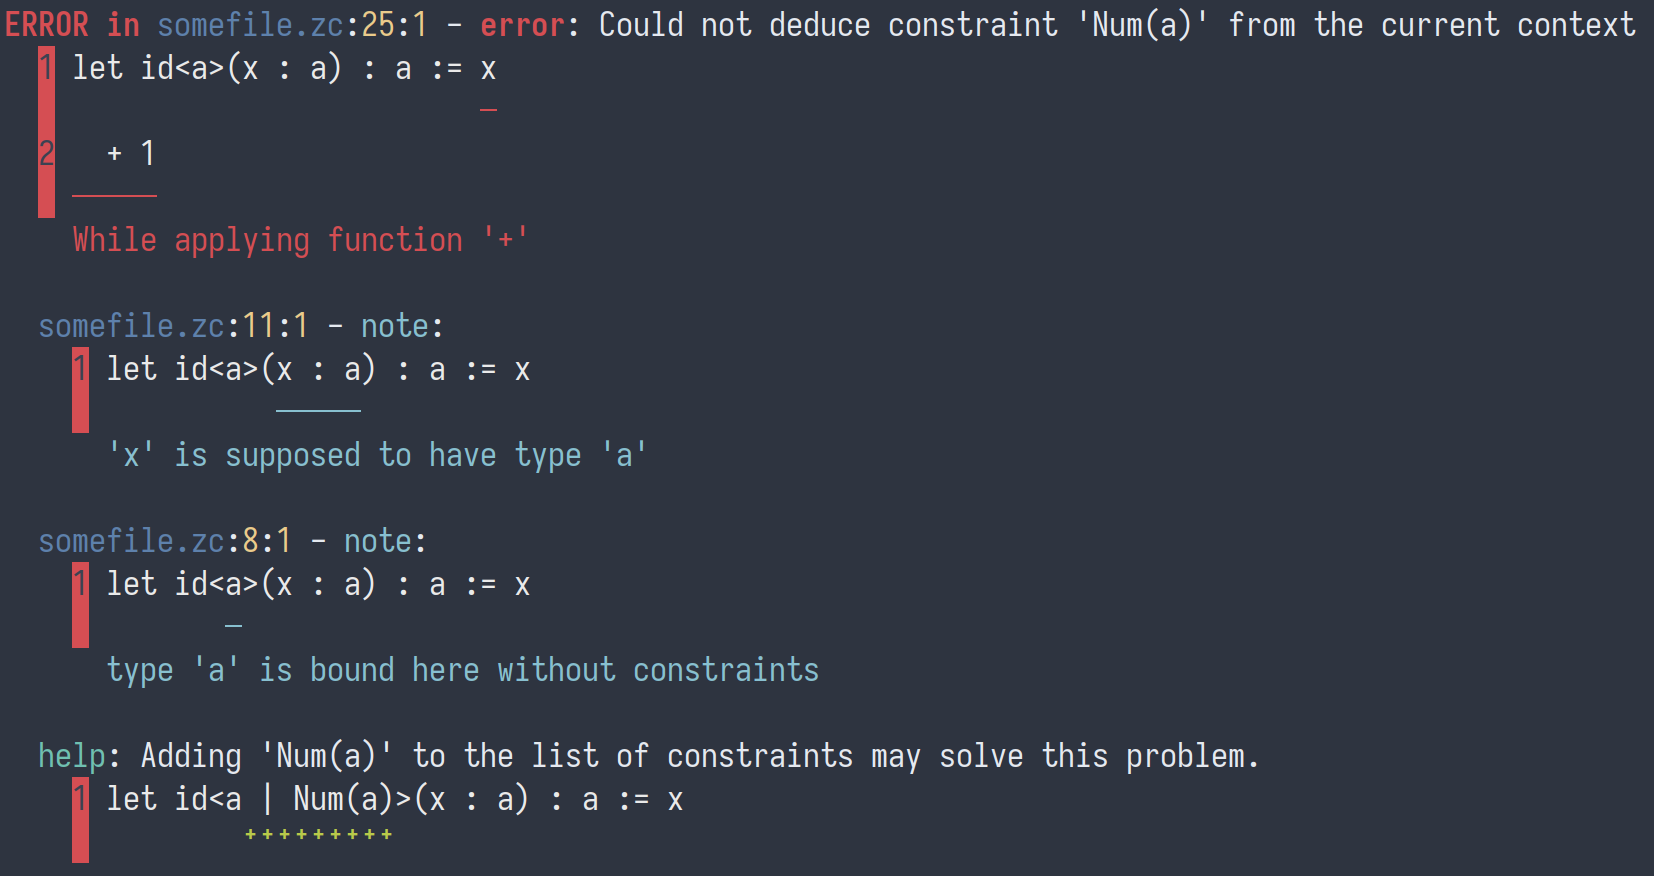 ERROR in somefile.zc:25:1 - error: Could not deduce constraint 'Num(a)' from the current context
1 let id<a>(x : a) : a := x
2   + 1
While applying function '+'
somefile.zc:11:1 - note:
1 let id<a>(x : a) : a := x
'x' is supposed to have type 'a'
somefile.zc:8:1 - note:
1 let id<a>(x : a) : a := x
type 'a' is bound here without constraints
help: Adding 'Num(a)' to the list of constraints may solve this problem.
1 let id<a | Num(a)>(x : a) : a := x
+++++++++